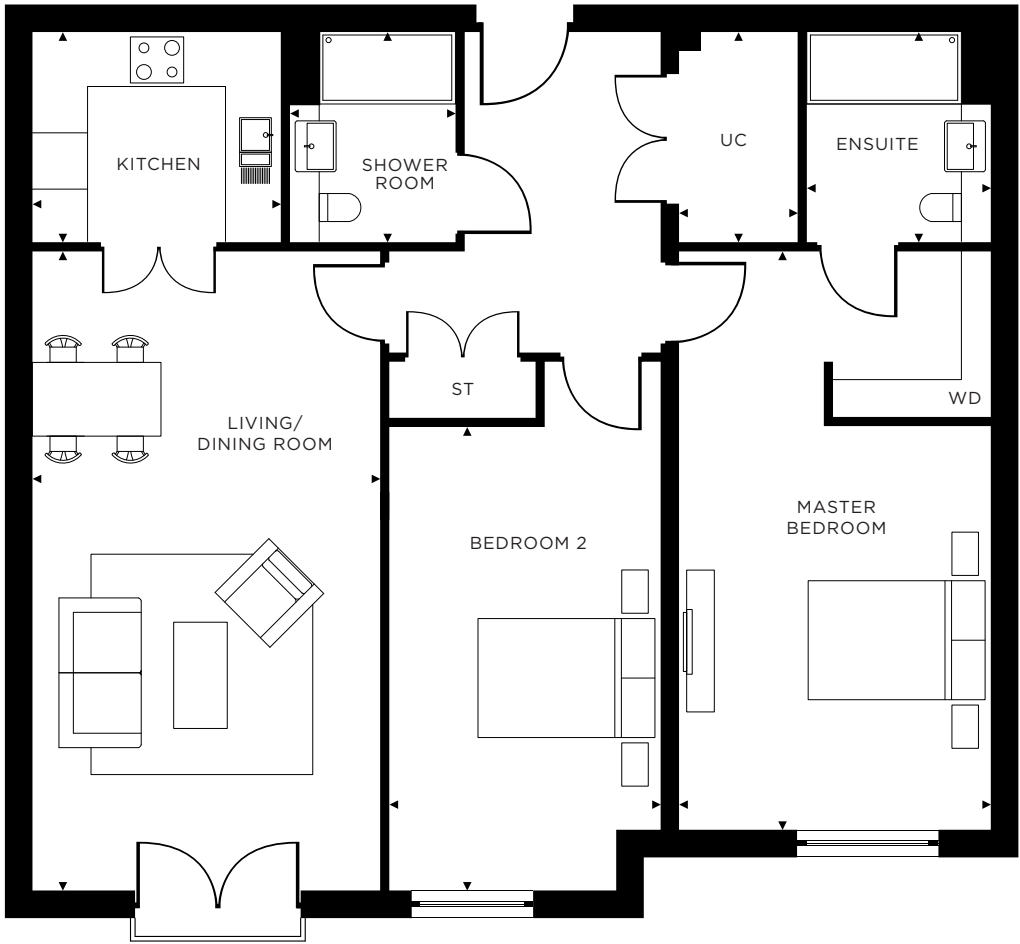 KITCHEN
SHOWER
ROOM
UC
ENSUITE
ST
WD
LIVING/
DINING ROOM
BEDROOM 2
MASTER
BEDROOM